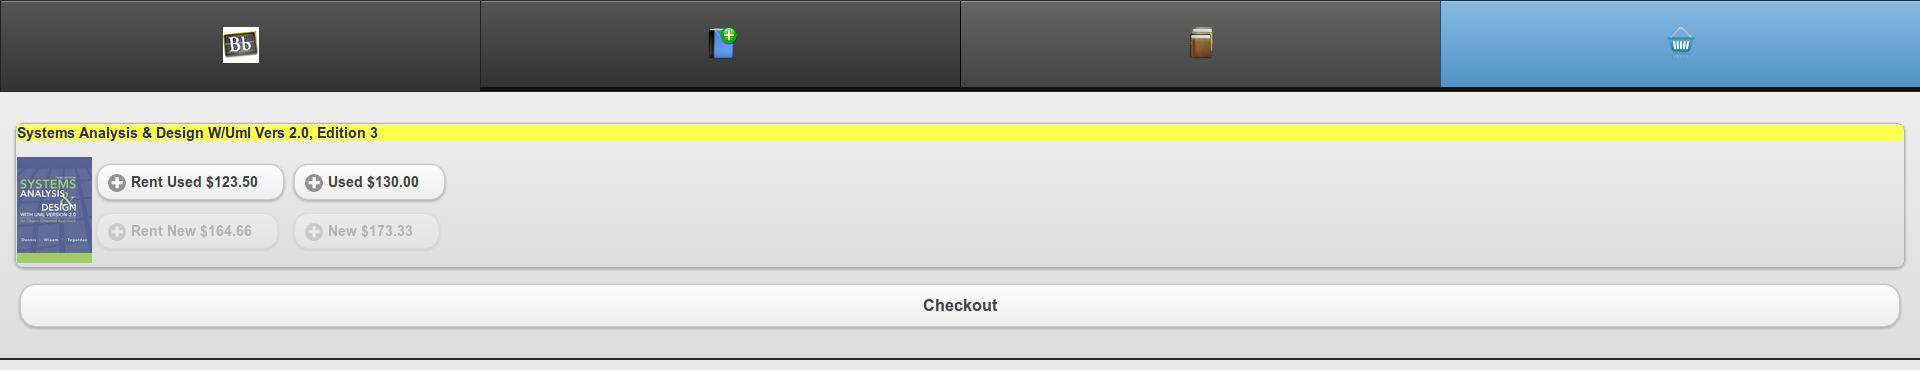 Bb
Systems Analysis & Design W/Uml Vers 2.0, Edition 3
SYSTEMS
ANALYSIS
&
DESIGN
WITH UML VERSION 2.0
Dennis Wixom Tegarden
Rent Used $123.50
Used $130.00
Rent New $164.66
New $173.33
Checkout